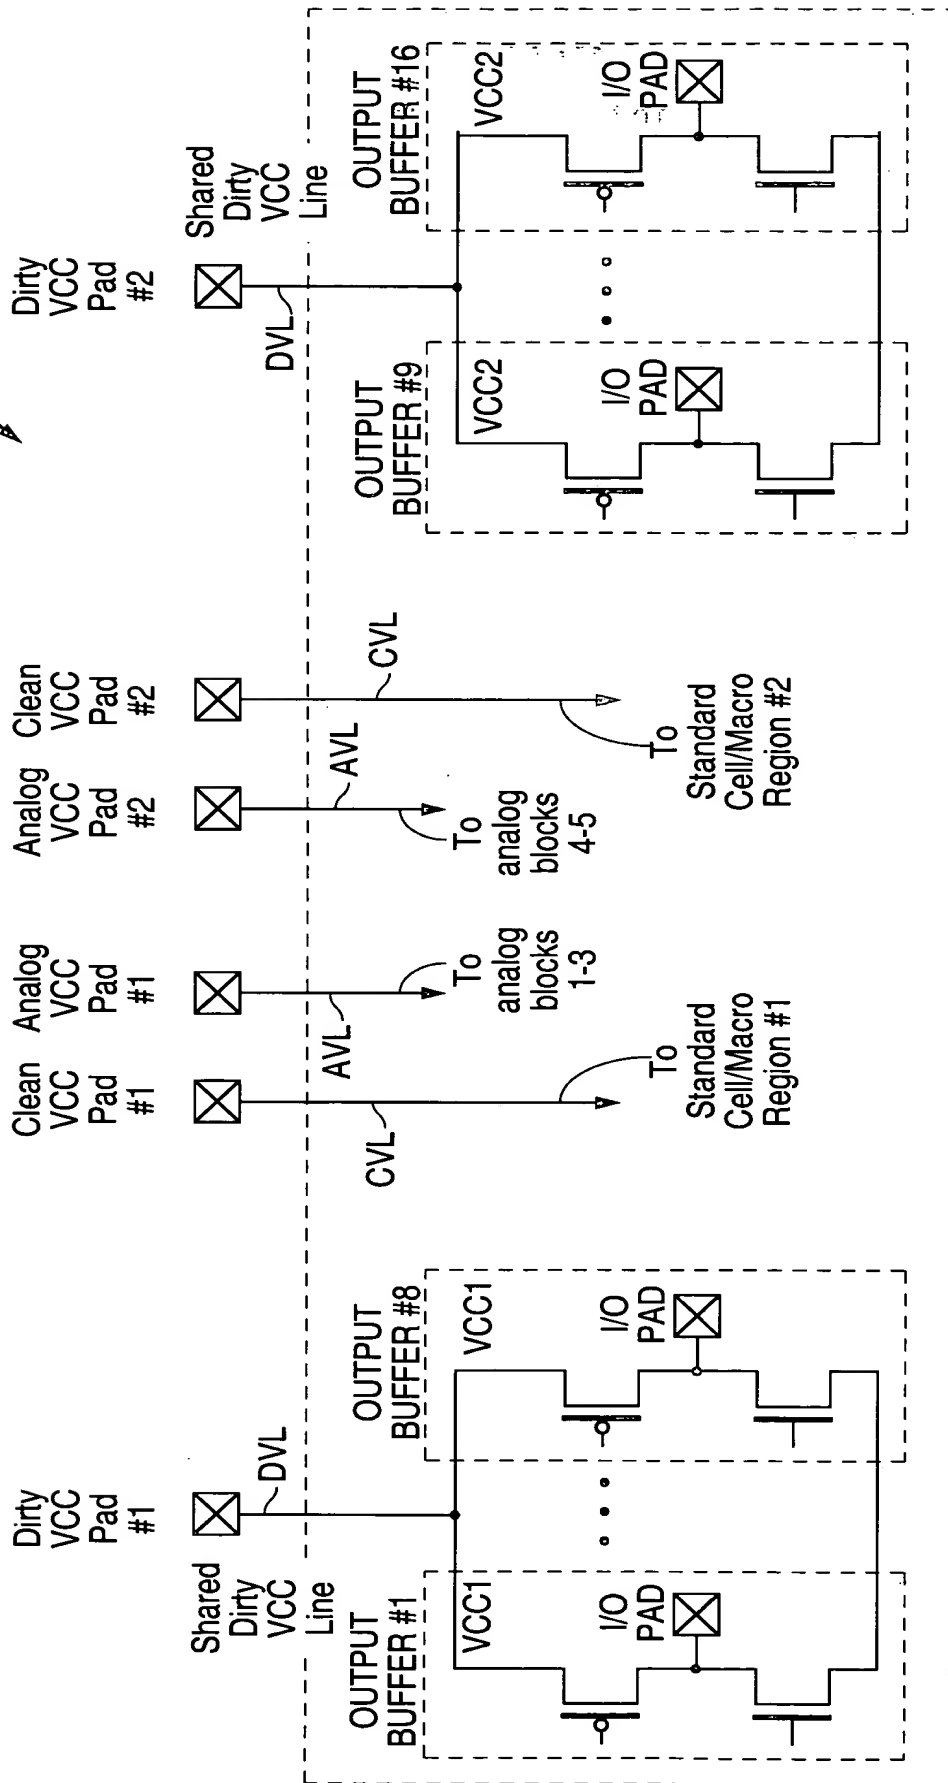 Dirty
VCC
Pad
#1
Clean
VCC
Pad
#1
Analog
VCC
Pad
#1
Analog
VCC
Pad
#2
Clean
VCC
Pad
#2
Dirty
VCC
Pad
#2
Shared
Dirty
VCC
Line
DVL
CVL
AVL
AVL
CVL
DVL
Shared
Dirty
VCC
Line
OUTPUT
BUFFER #1
VCC1
I/O
PAD
OUTPUT
BUFFER #8
VCC1
I/O
PAD
To
Standard
Cell/Macro
Region #1
To
analog
blocks
1-3
To
analog
blocks
4-5
To
Standard
Cell/Macro
Region #2
OUTPUT
BUFFER #9
VCC2
I/O
PAD
OUTPUT
BUFFER #16
VCC2
I/O
PAD